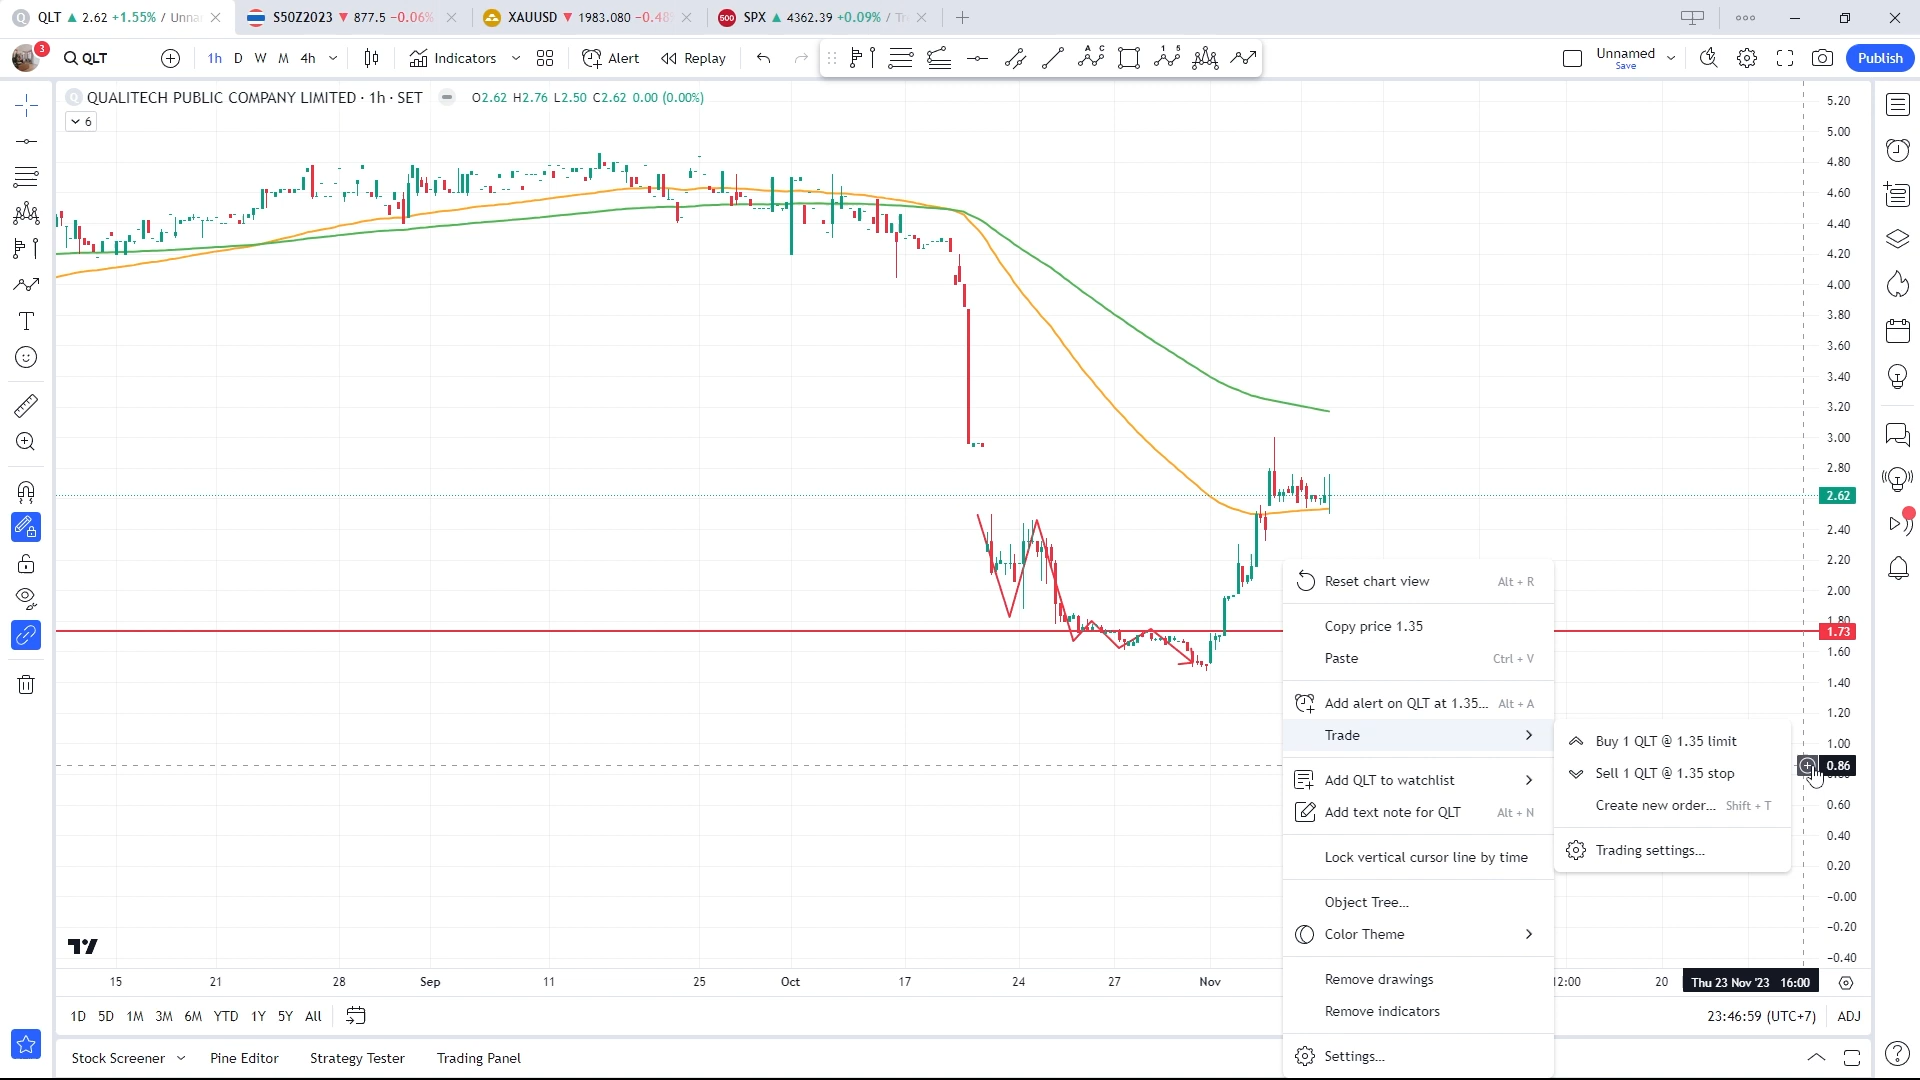 QLT ▲ 2.62 +1.55% / Unna
S50Z2023 ▼ 877.5 −0.06%
XAUUSD ▼ 1983.080 −0.48
500 SPX ▲ 4362.39 +0.09% / Tr
3
QLT
1h D W M 4h
Indicators
Alert
Replay
Unnamed
Save
Publish
QUALITECH PUBLIC COMPANY LIMITED · 1h · SET
O2.62 H2.76 L2.50 C2.62 0.00 (0.00%)
6
5.20
5.00
4.80
4.60
4.40
4.20
4.00
3.80
3.60
3.40
3.20
3.00
2.80
2.62
2.40
2.20
2.00
1.80
1.73
1.60
1.40
1.20
1.00
0.86
0.60
0.40
0.20
−0.00
−0.20
−0.40
Reset chart view Alt + R
Copy price 1.35
Paste Ctrl + V
Add alert on QLT at 1.35... Alt + A
Trade
Add QLT to watchlist
Add text note for QLT Alt + N
Lock vertical cursor line by time
Object Tree...
Color Theme
Remove drawings
Remove indicators
Settings...
Buy 1 QLT @ 1.35 limit
Sell 1 QLT @ 1.35 stop
Create new order... Shift + T
Trading settings...
15 21 28 Sep 11 25 Oct 17 24 27 Nov 12:00 20 Thu 23 Nov '23 16:00
1D 5D 1M 3M 6M YTD 1Y 5Y All
23:46:59 (UTC+7) ADJ
Stock Screener Pine Editor Strategy Tester Trading Panel